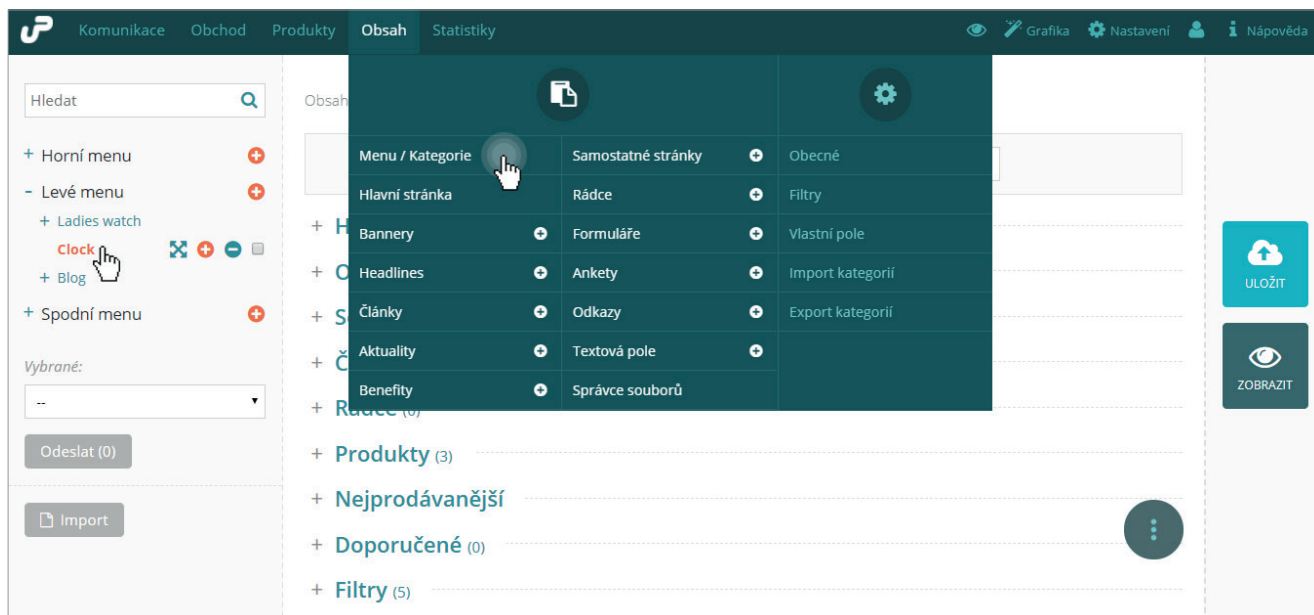 Komunikace Obchod Produkty Obsah Statistiky Grafika Nastavení Nápověda
Hledat
+ Horní menu
- Levé menu
+ Ladies watch
Clock
+ Blog
+ Spodní menu
Vybrané:
--
Odeslat (0)
Import
Obsah
Menu / Kategorie
Hlavní stránka
Bannery
Headlines
Články
Aktuality
Benefity
Samostatné stránky
Rádce
Formuláře
Ankety
Odkazy
Textová pole
Správce souborů
Obecné
Filtry
Vlastní pole
Import kategorií
Export kategorií
+ Produkty (3)
+ Nejprodávanější
+ Doporučené (0)
+ Filtry (5)
ULOŽIT
ZOBRAZIT